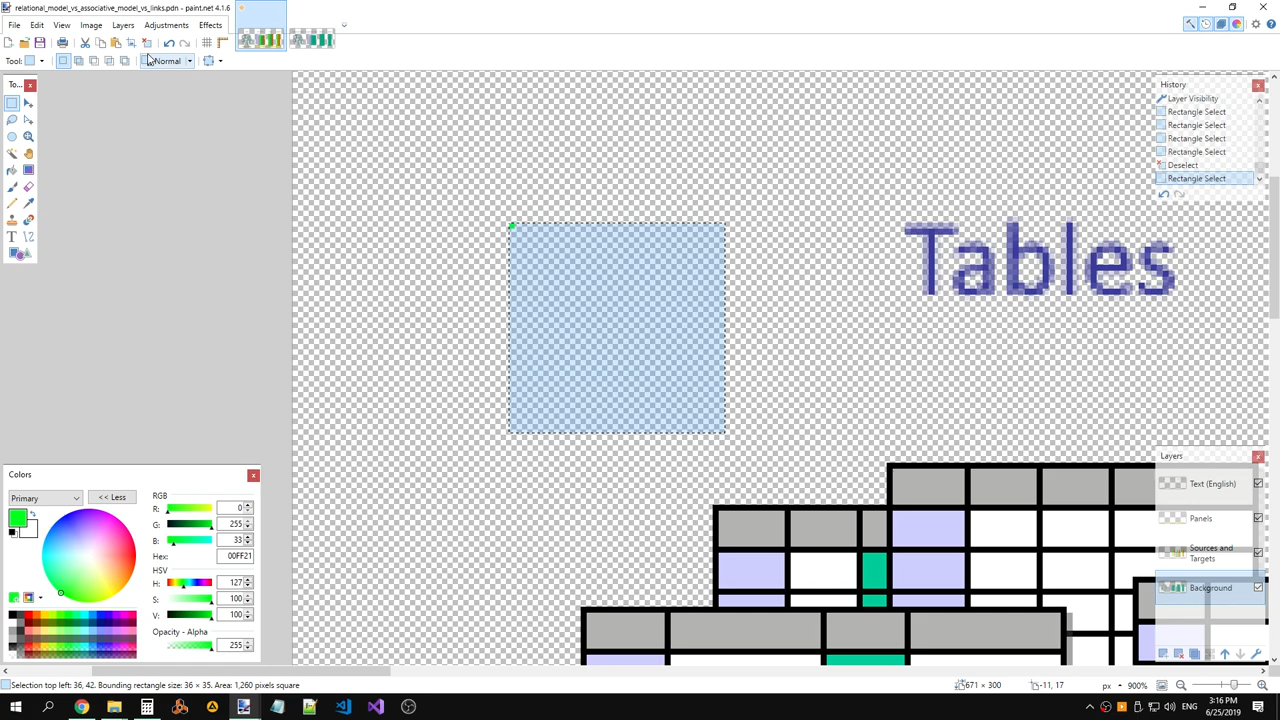 relational_model_vs_associative_model_vs_links.pdn - paint.net 4.1.6
File Edit View Image Layers Adjustments Effects
Tool: Normal
To...
History
Layer Visibility
Rectangle Select
Rectangle Select
Rectangle Select
Rectangle Select
Deselect
Rectangle Select
Tables
Layers
Text (English)
Panels
Sources and
Targets
Background
Colors
Primary << Less
RGB
R: 0
G: 255
B: 33
Hex: 00FF21
HSV
H: 127
S: 100
V: 100
Opacity - Alpha
255
Selection top left: 36, 42. Bounding rectangle size: 36 × 35. Area: 1,260 pixels square
671 × 300
-11, 17
px
900%
ENG
3:16 PM
6/25/2019